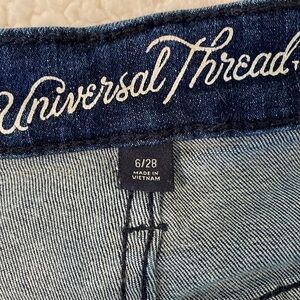 Universal Thread
6/28
MADE IN
VIETNAM